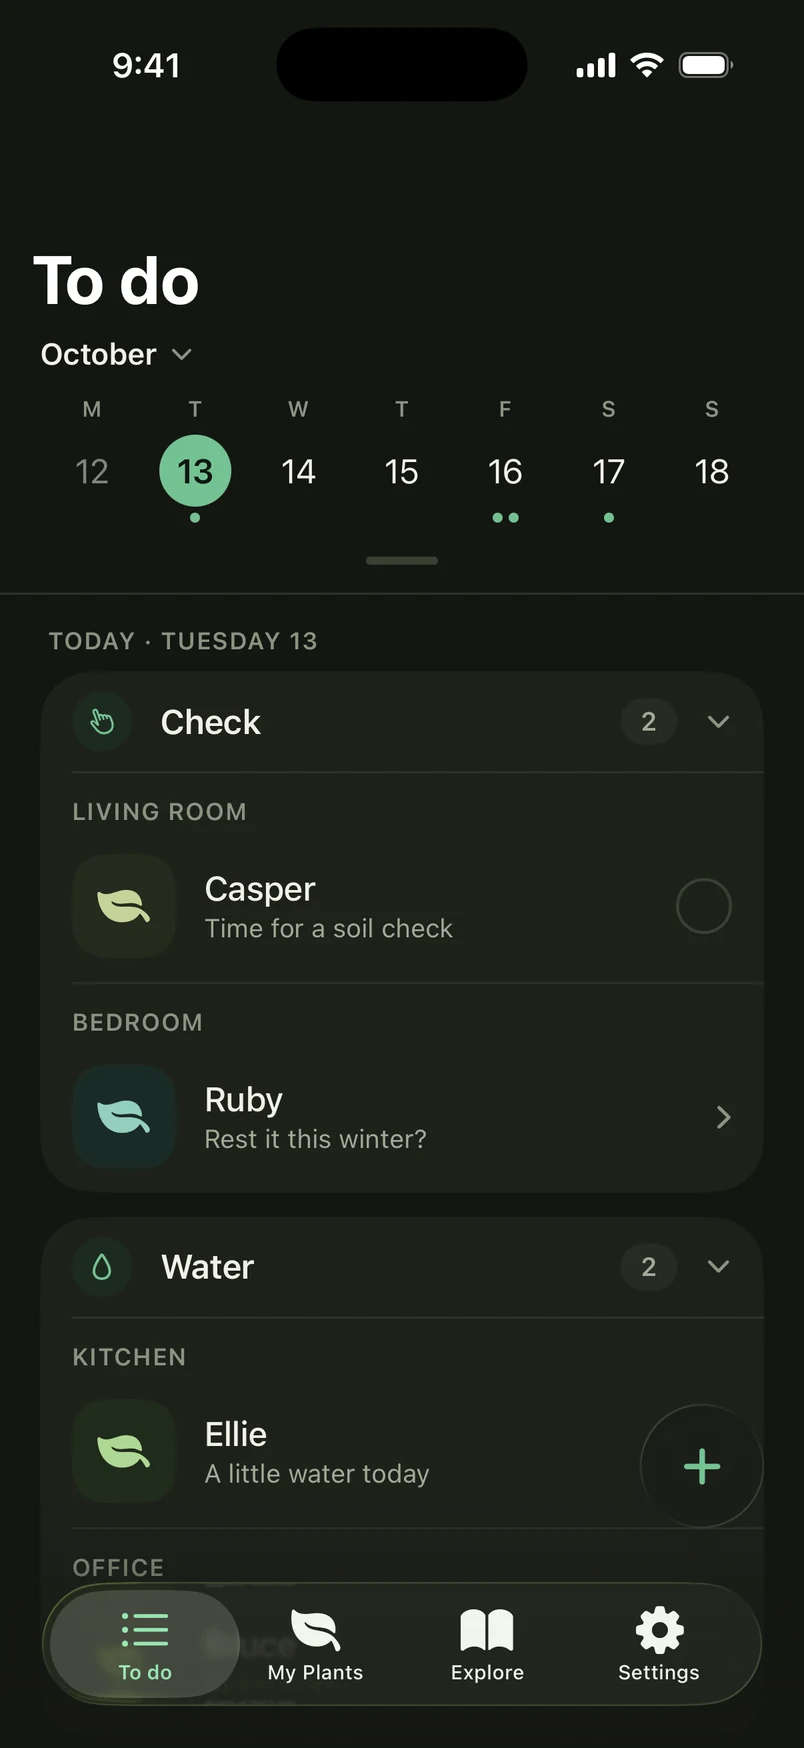 9:41
To do
October
M T W T F S S
12 13 14 15 16 17 18
TODAY · TUESDAY 13
Check 2
LIVING ROOM
Casper
Time for a soil check
BEDROOM
Ruby
Rest it this winter?
Water 2
KITCHEN
Ellie
A little water today
OFFICE
To do My Plants Explore Settings